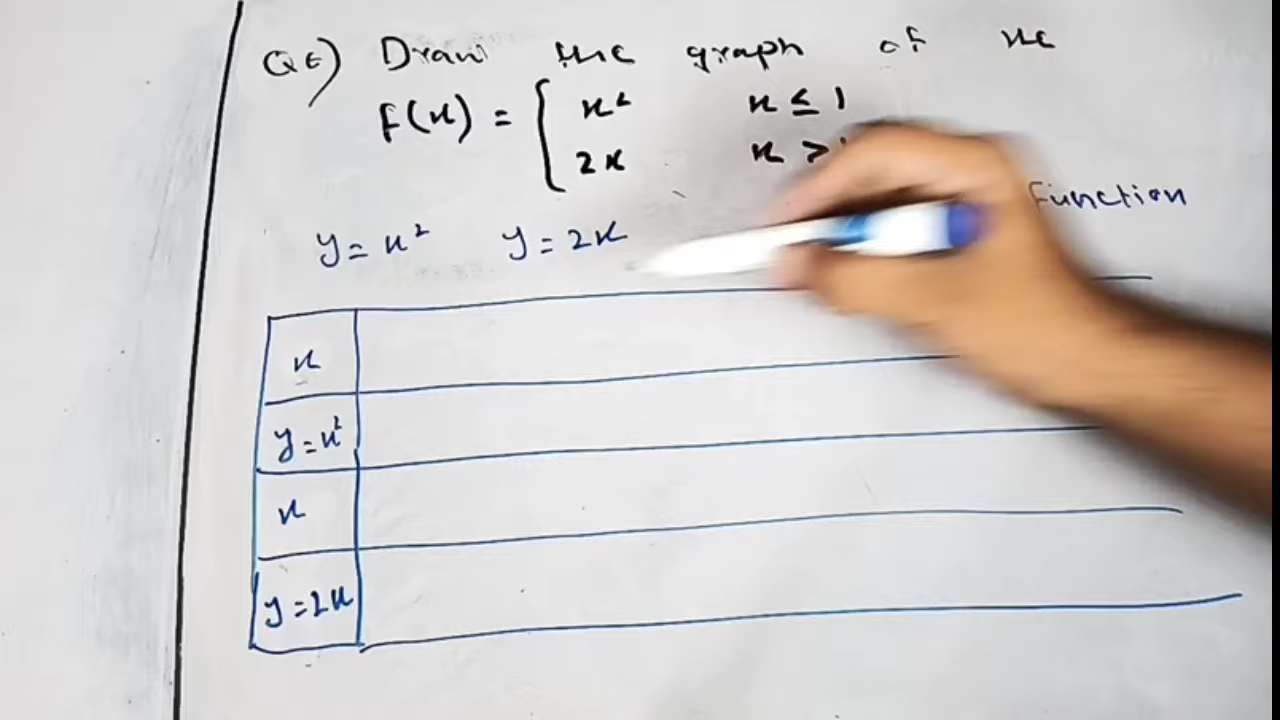 Q6) Draw the graph of the
f(x) = { x² x ≤ 1
2x x >
Function
y = x² y = 2x
x
y = x²
x
y = 2x